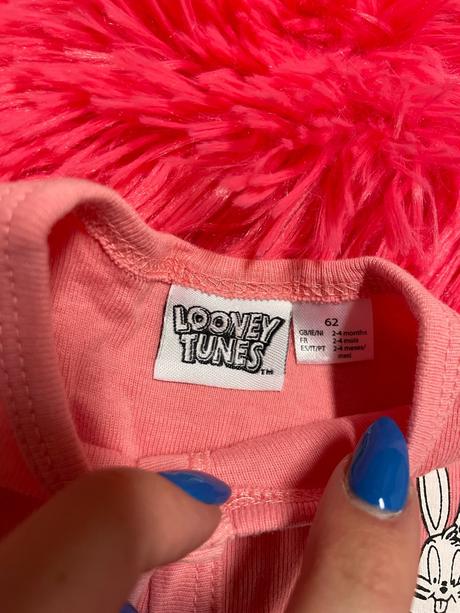 LOONEY
TUNES
TM
62
GB/IE/NI 2-4 months
FR 2-4 mois
ES/IT/PT 2-4 meses/
mesi